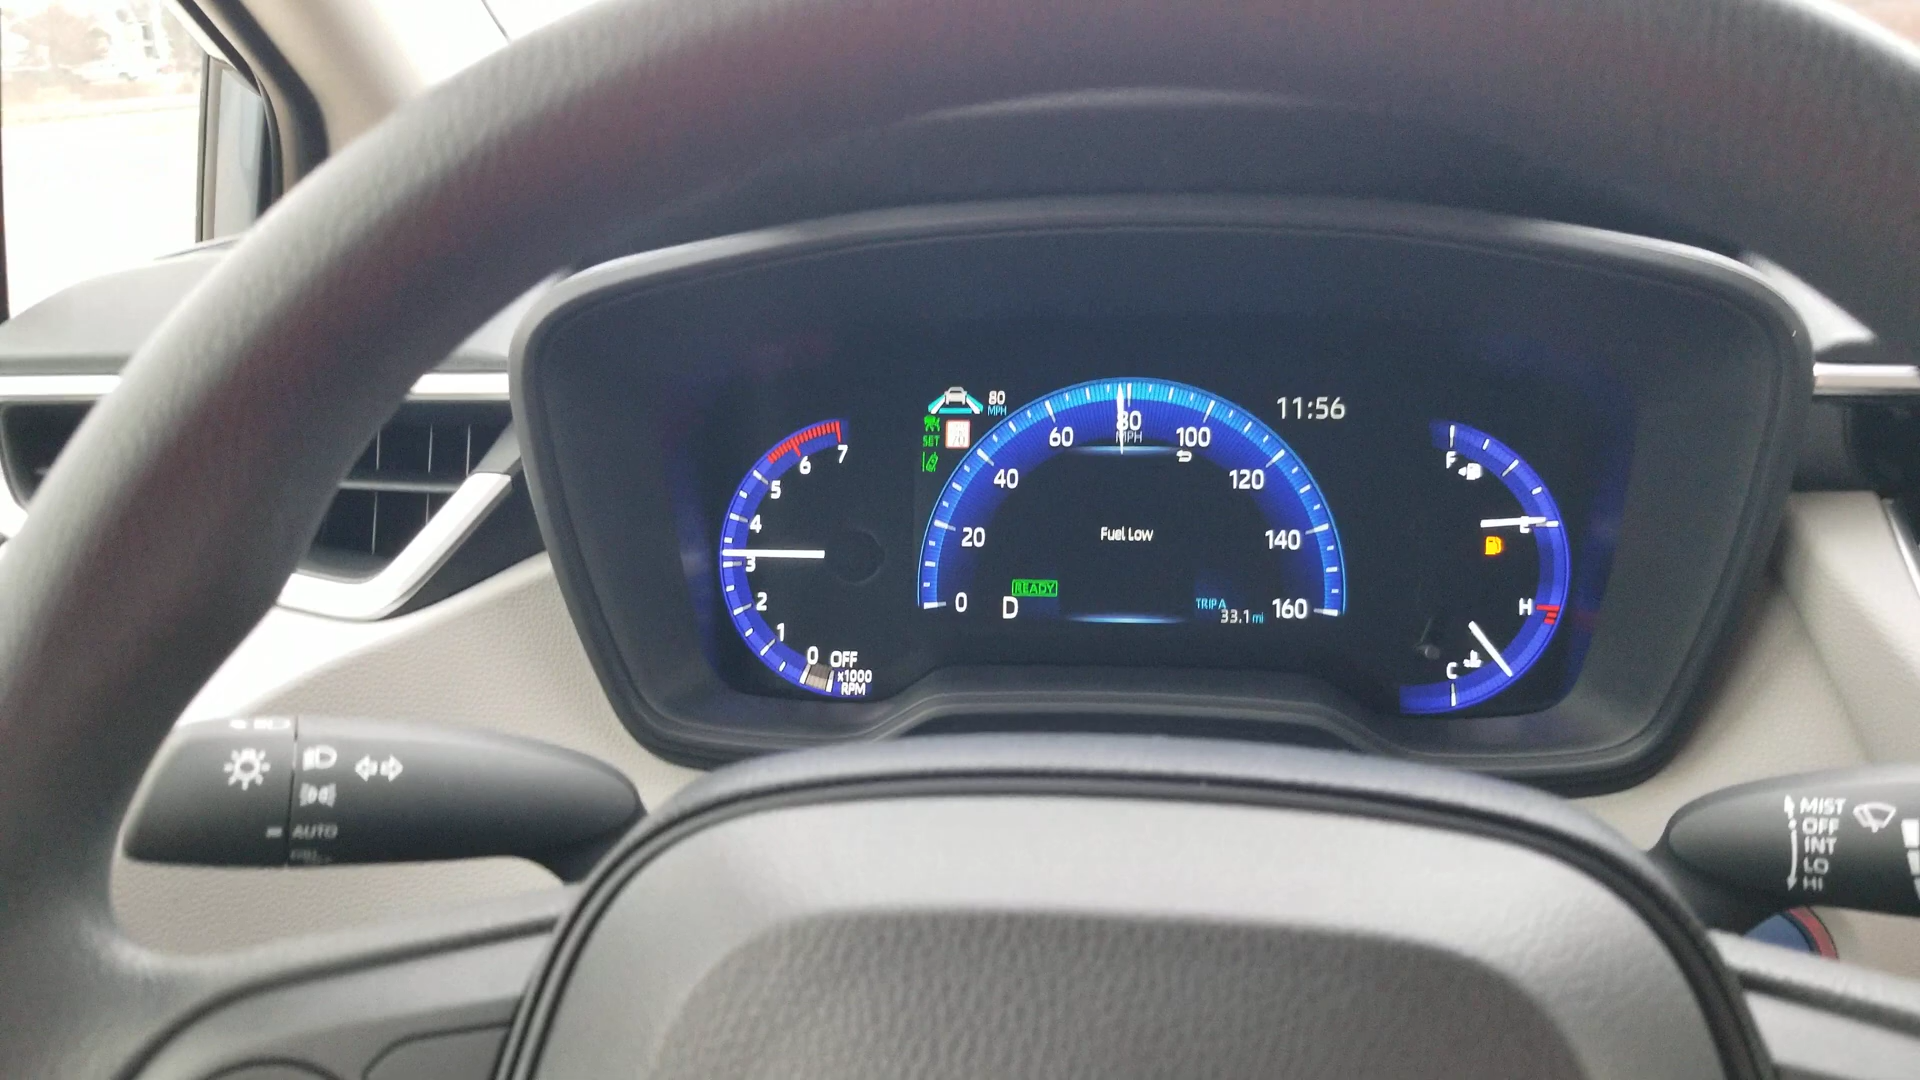 80
MPH
SET
70
11:56
7
6
5
4
3
2
1
0 OFF
x1000
RPM
0
20
40
60
80
MPH
100
120
140
160
Fuel Low
READY
D
TRIP A
33.1 mi
F
E
H
C
AUTO
MIST
OFF
INT
LO
HI